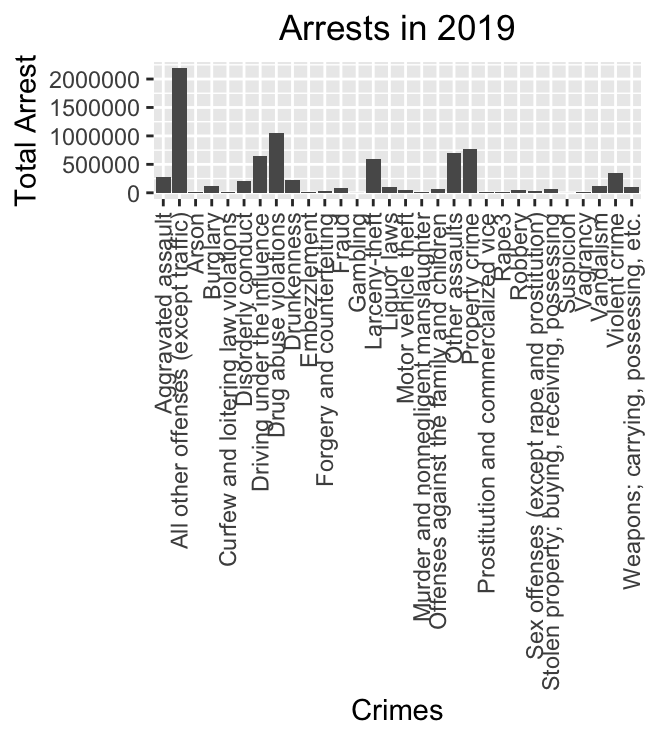 Arrests in 2019
Total Arrest
2000000
1500000
1000000
500000
0
Aggravated assault
All other offenses (except traffic)
Arson
Burglary
Curfew and loitering law violations
Disorderly conduct
Driving under the influence
Drug abuse violations
Drunkenness
Embezzlement
Forgery and counterfeiting
Fraud
Gambling
Larceny-theft
Liquor laws
Motor vehicle theft
Murder and nonnegligent manslaughter
Offenses against the family and children
Other assaults
Property crime
Prostitution and commercialized vice
Rape3
Robbery
Sex offenses (except rape and prostitution)
Stolen property; buying, receiving, possessing
Suspicion
Vagrancy
Vandalism
Violent crime
Weapons; carrying, possessing, etc.
Crimes